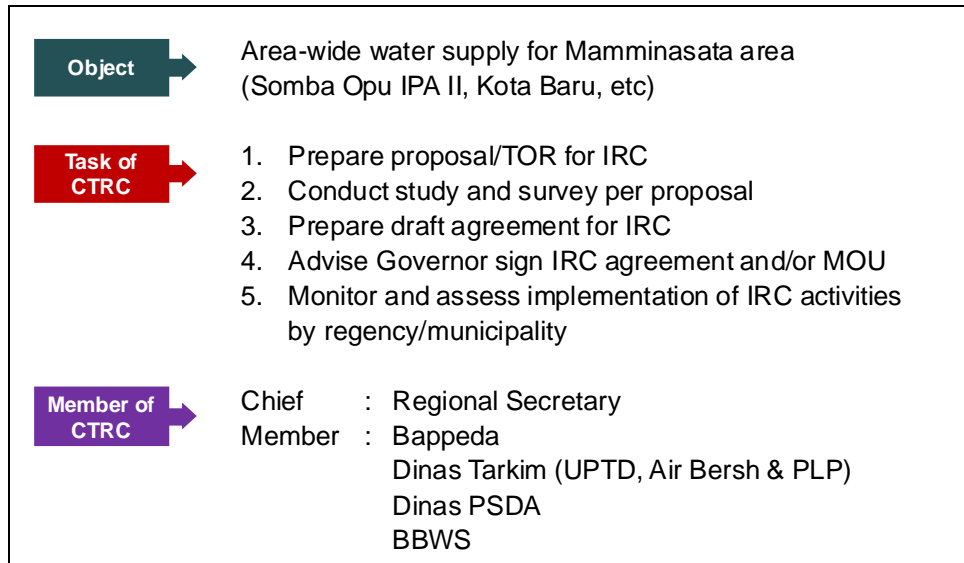 Object
Area-wide water supply for Mamminasata area
(Somba Opu IPA II, Kota Baru, etc)
Task of
CTRC
1. Prepare proposal/TOR for IRC
2. Conduct study and survey per proposal
3. Prepare draft agreement for IRC
4. Advise Governor sign IRC agreement and/or MOU
5. Monitor and assess implementation of IRC activities
by regency/municipality
Member of
CTRC
Chief : Regional Secretary
Member : Bappeda
Dinas Tarkim (UPTD, Air Bersh & PLP)
Dinas PSDA
BBWS